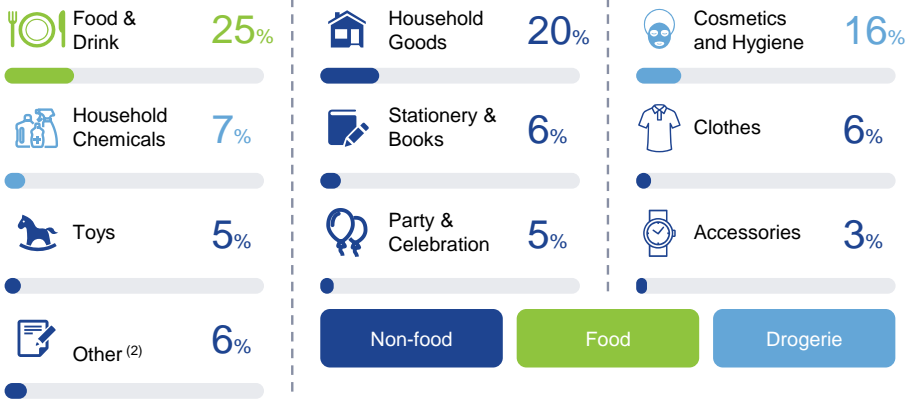 Food &
Drink
25%
Household
Goods
20%
Cosmetics
and Hygiene
16%
Household
Chemicals
7%
Stationery &
Books
6%
Clothes
6%
Toys
5%
Party &
Celebration
5%
Accessories
3%
Other (2)
6%
Non-food
Food
Drogerie